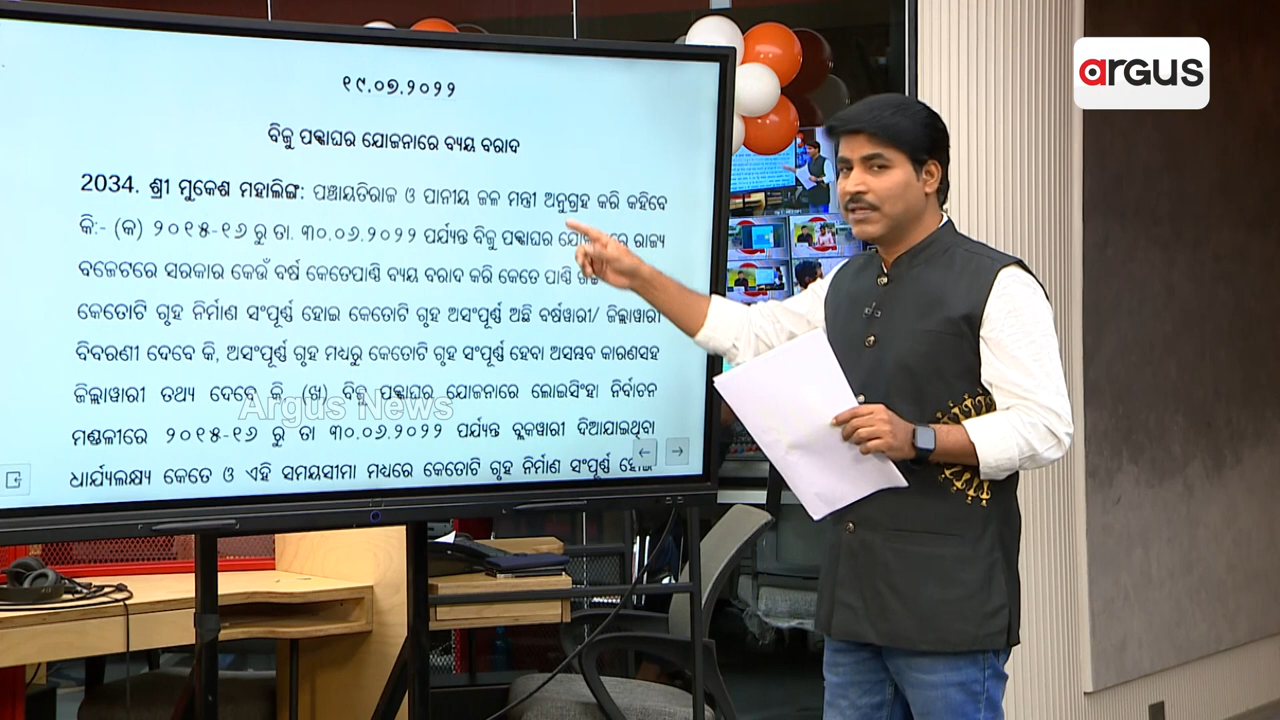 argus
୧୯.୦୭.୨୦୨୨
ବିଜୁ ପକ୍କାଘର ଯୋଜନାରେ ବ୍ୟୟ ବରାଦ
2034. ଶ୍ରୀ ମୁକେଶ ମହାଲିଙ୍ଗ: ପଞ୍ଚାୟତିରାଜ ଓ ପାନୀୟ ଜଳ ମନ୍ତ୍ରୀ ଅନୁଗ୍ରହ କରି କହିବେ
କି:- (କ) ୨୦୧୫-୧୬ ରୁ ତା. ୩୦.୦୬.୨୦୨୨ ପର୍ଯ୍ୟନ୍ତ ବିଜୁ ପକ୍କାଘର ରାଜ୍ୟ
ବଜେଟରେ ସରକାର କେଉଁ ବର୍ଷ କେତେପାଣ୍ଠି ବ୍ୟୟ ବରାଦ କରି କେତେ ପାଣ୍ଠି
କେତୋଟି ଗୃହ ନିର୍ମାଣ ସଂପୂର୍ଣ୍ଣ ହୋଇ କେତୋଟି ଗୃହ ଅସଂପୂର୍ଣ୍ଣ ଅଛି ବର୍ଷୱାରୀ/ ଜିଲ୍ଲାୱାରୀ
ବିବରଣୀ ଦେବେ କି, ଅସଂପୂର୍ଣ୍ଣ ଗୃହ ମଧ୍ୟରୁ କେତୋଟି ଗୃହ ସଂପୂର୍ଣ୍ଣ ହେବା ଅସମ୍ଭବ କାରଣସହ
ଜିଲ୍ଲାୱାରୀ ତଥ୍ୟ ଦେବେ କି, (ଖ) ବିଜୁ ପକ୍କାଘର ଯୋଜନାରେ ଲୋଇସିଂହା ନିର୍ବାଚନ
Argus News
ମଣ୍ଡଳୀରେ ୨୦୧୫-୧୬ ରୁ ତା ୩୦.୦୬.୨୦୨୨ ପର୍ଯ୍ୟନ୍ତ ବ୍ଲକୱାରୀ ଦିଆଯାଇଥିବା
ଧାର୍ଯ୍ୟଲକ୍ଷ୍ୟ କେତେ ଓ ଏହି ସମୟସୀମା ମଧ୍ୟରେ କେତୋଟି ଗୃହ ନିର୍ମାଣ ସଂପୂର୍ଣ୍ଣ ହୋଇ